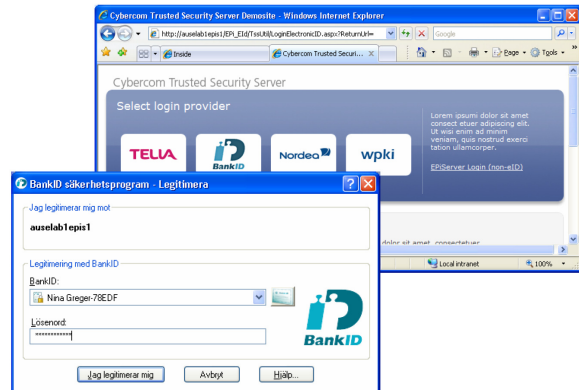 Cybercom Trusted Security Server Demosite - Windows Internet Explorer
http://auselab1epis1/EPi_EId/TssUtil/LoginElectronicID.aspx?ReturnUrl=
Google
Inside
Cybercom Trusted Securi...
Page
Tools
Cybercom Trusted Security Server
Select login provider
Lorem ipsumi dolor sit amet
consect etuer adipiscing elit.
Ut wisi enim ad minim
veniam, quis nostrud exerci
tation ullamcorper.
EPiServer Login (non-eID)
TELIA
BankID
Nordea
wpki
dolor sit amet, consectetuer
Local intranet
100%
BankID säkerhetsprogram - Legitimera
Jag legitimerar mig mot
auselab1epis1
Legitimering med BankID
BankID:
Nina Greger-78EDF
Lösenord:
************
BankID
Jag legitimerar mig
Avbryt
Hjälp...